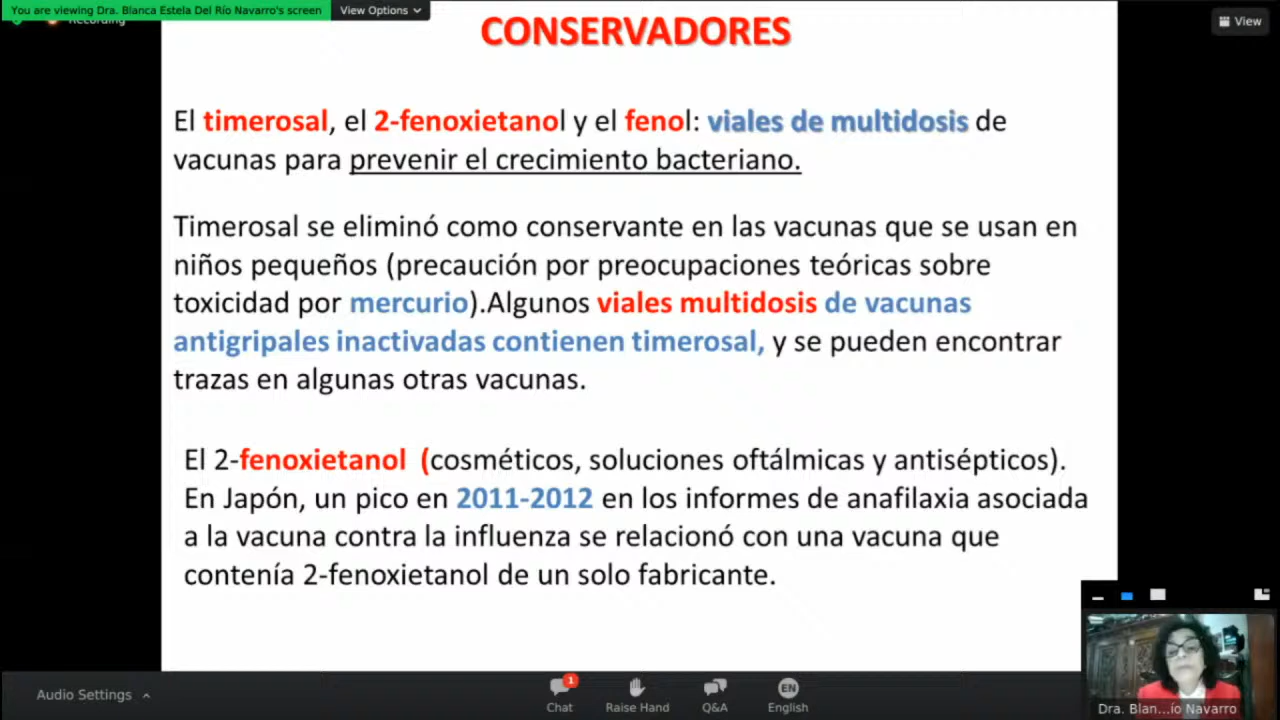 You are viewing Dra. Blanca Estela Del Río Navarro's screen
View Options
Recording
View
CONSERVADORES
El timerosal, el 2-fenoxietanol y el fenol: viales de multidosis de
vacunas para prevenir el crecimiento bacteriano.
Timerosal se eliminó como conservante en las vacunas que se usan en
niños pequeños (precaución por preocupaciones teóricas sobre
toxicidad por mercurio).Algunos viales multidosis de vacunas
antigripales inactivadas contienen timerosal, y se pueden encontrar
trazas en algunas otras vacunas.
El 2-fenoxietanol (cosméticos, soluciones oftálmicas y antisépticos).
En Japón, un pico en 2011-2012 en los informes de anafilaxia asociada
a la vacuna contra la influenza se relacionó con una vacuna que
contenía 2-fenoxietanol de un solo fabricante.
Audio Settings
1
Chat
Raise Hand
Q&A
EN
English
Dra. Blan...ío Navarro